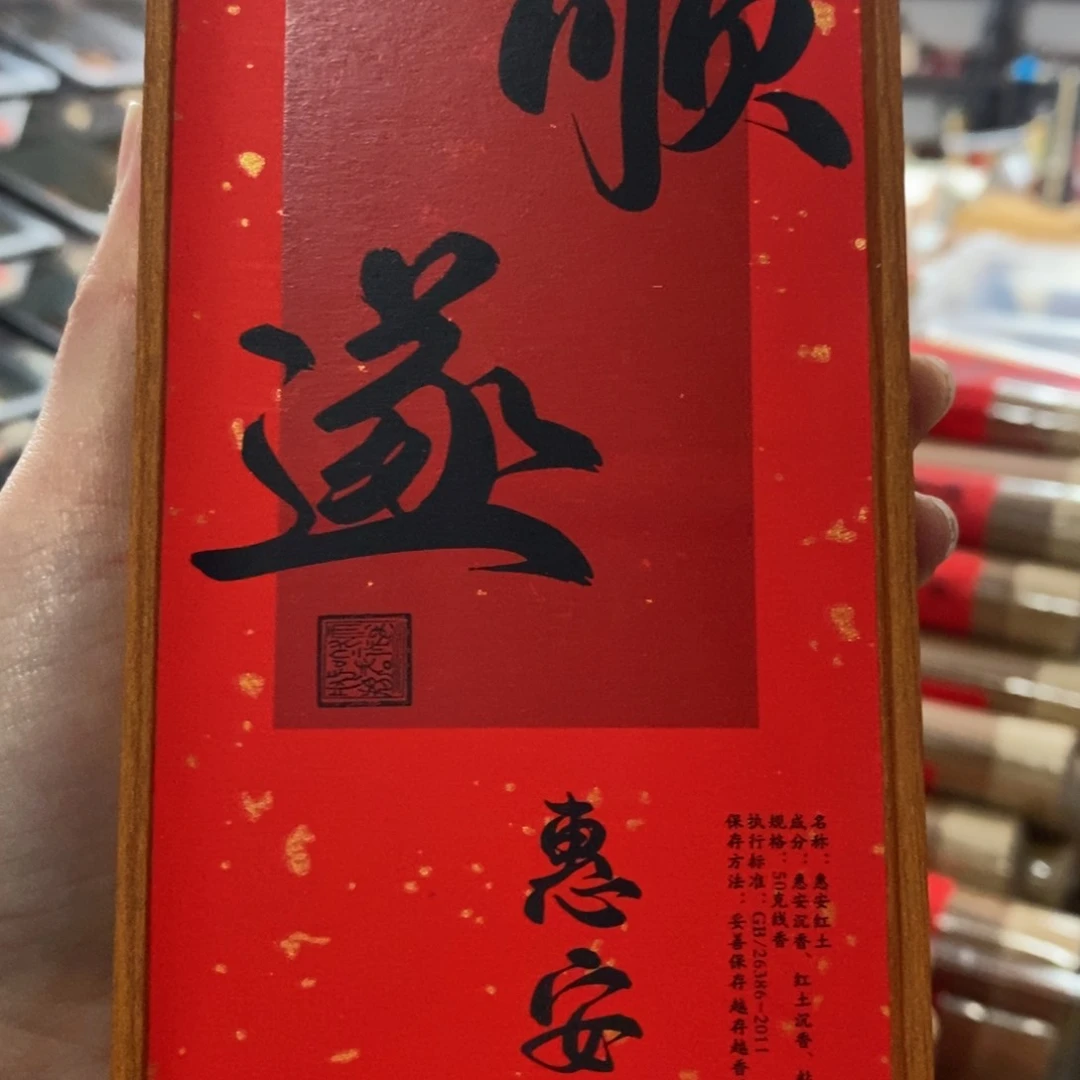 顺
遂
惠安
名称：惠安红土
成分：惠安沉香、红土沉香、
规格：50克线香
执行标准：GB/26386-2011
保存方法：妥善保存 越存越香